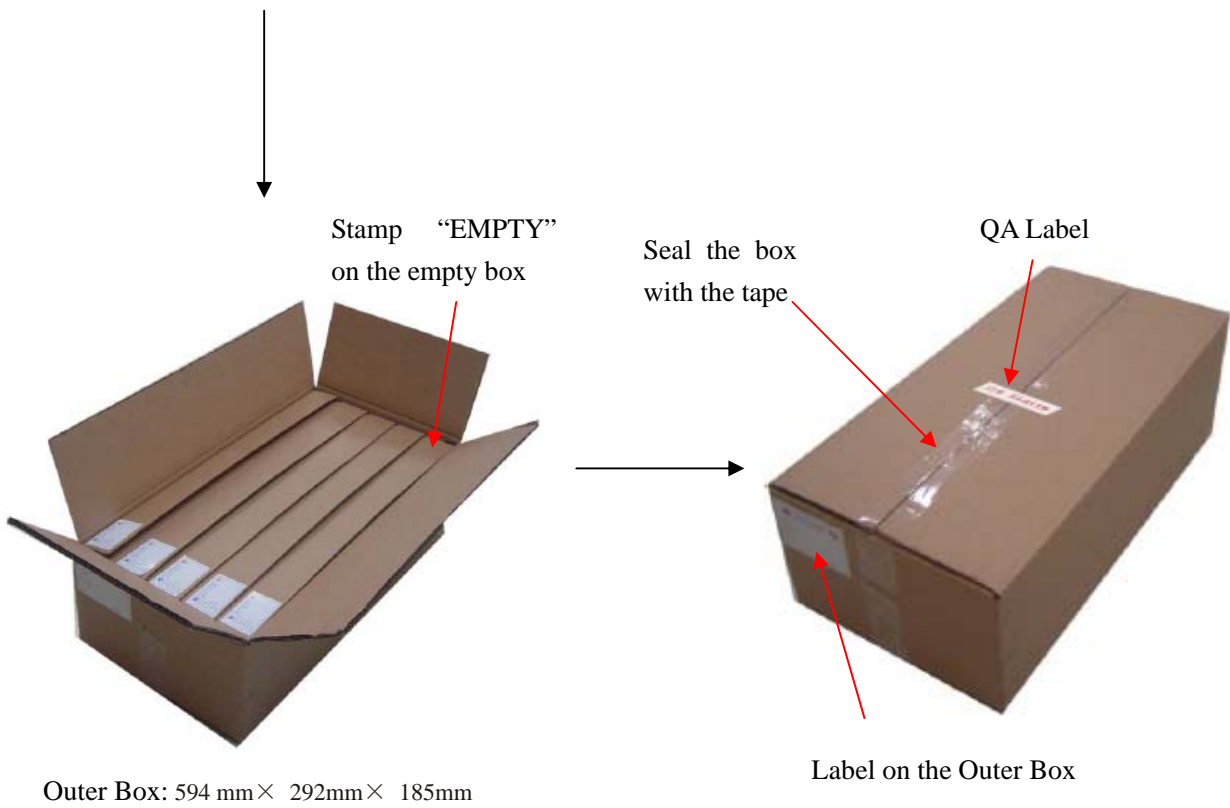 Stamp “EMPTY”
on the empty box
Seal the box
with the tape
QA Label
Outer Box: 594 mm× 292mm× 185mm
Label on the Outer Box